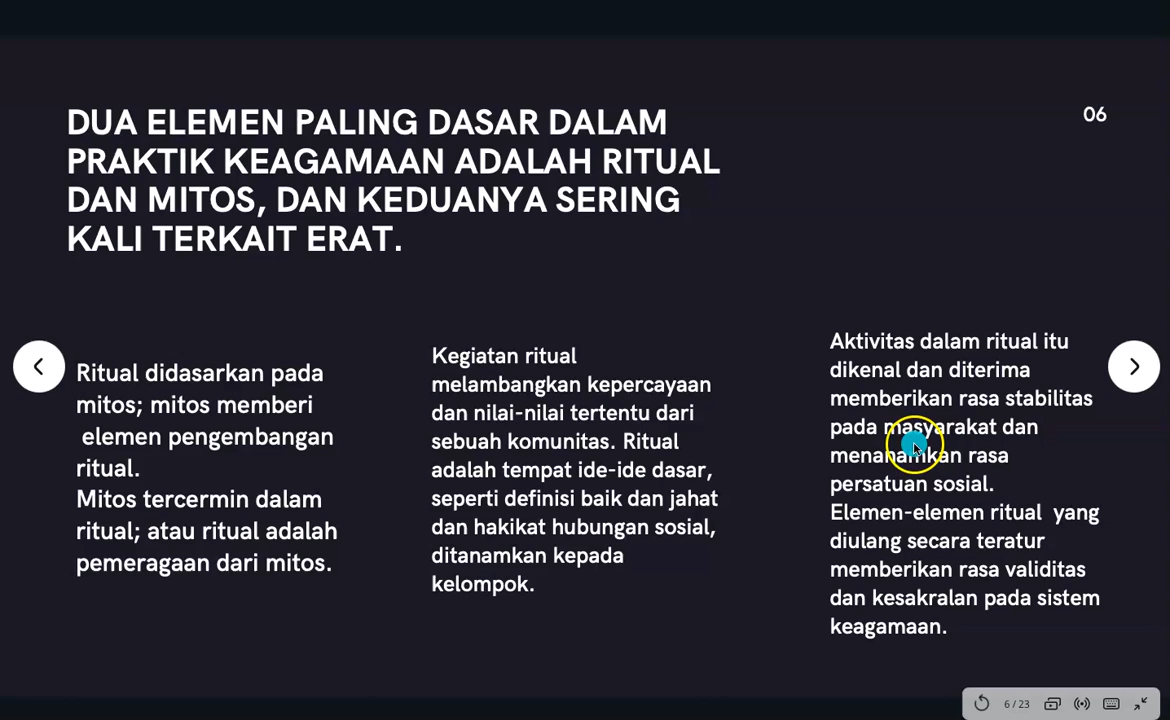 DUA ELEMEN PALING DASAR DALAM
PRAKTIK KEAGAMAAN ADALAH RITUAL
DAN MITOS, DAN KEDUANYA SERING
KALI TERKAIT ERAT.
06
Ritual didasarkan pada
mitos; mitos memberi
elemen pengembangan
ritual.
Mitos tercermin dalam
ritual; atau ritual adalah
pemeragaan dari mitos.
Kegiatan ritual
melambangkan kepercayaan
dan nilai-nilai tertentu dari
sebuah komunitas. Ritual
adalah tempat ide-ide dasar,
seperti definisi baik dan jahat
dan hakikat hubungan sosial,
ditanamkan kepada
kelompok.
Aktivitas dalam ritual itu
dikenal dan diterima
memberikan rasa stabilitas
pada masyarakat dan
menanamkan rasa
persatuan sosial.
Elemen-elemen ritual yang
diulang secara teratur
memberikan rasa validitas
dan kesakralan pada sistem
keagamaan.
6 / 23